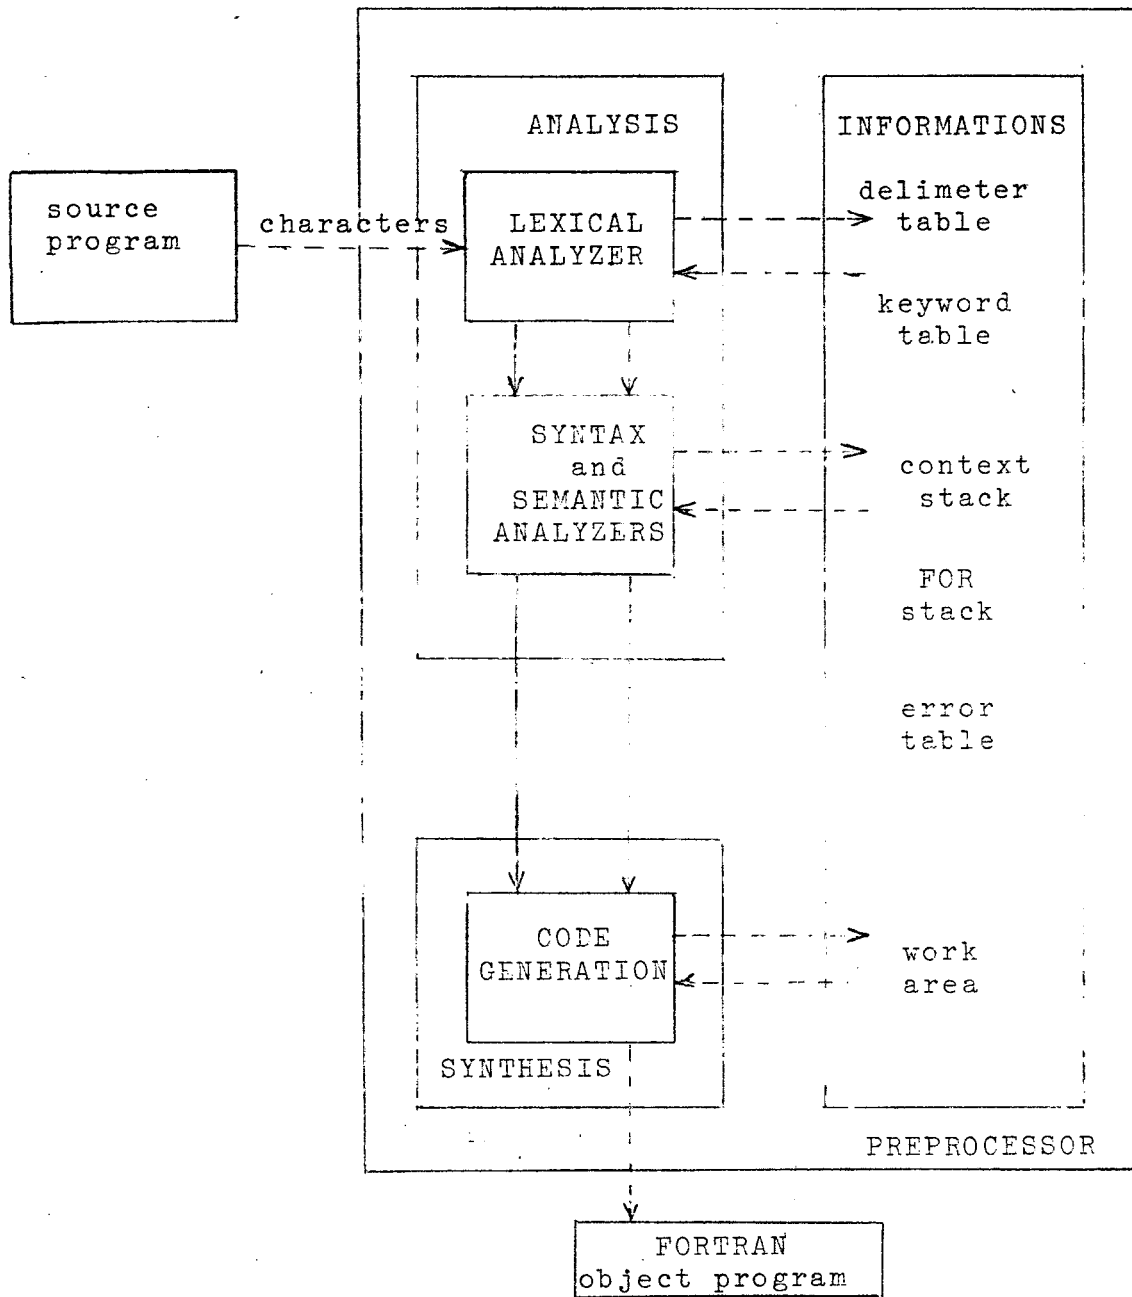 ANALYSIS
INFORMATIONS
source
program
characters
LEXICAL
ANALYZER
delimeter
table
keyword
table
SYNTAX
and
SEMANTIC
ANALYZERS
context
stack
FOR
stack
error
table
CODE
GENERATION
work
area
SYNTHESIS
PREPROCESSOR
FORTRAN
object program